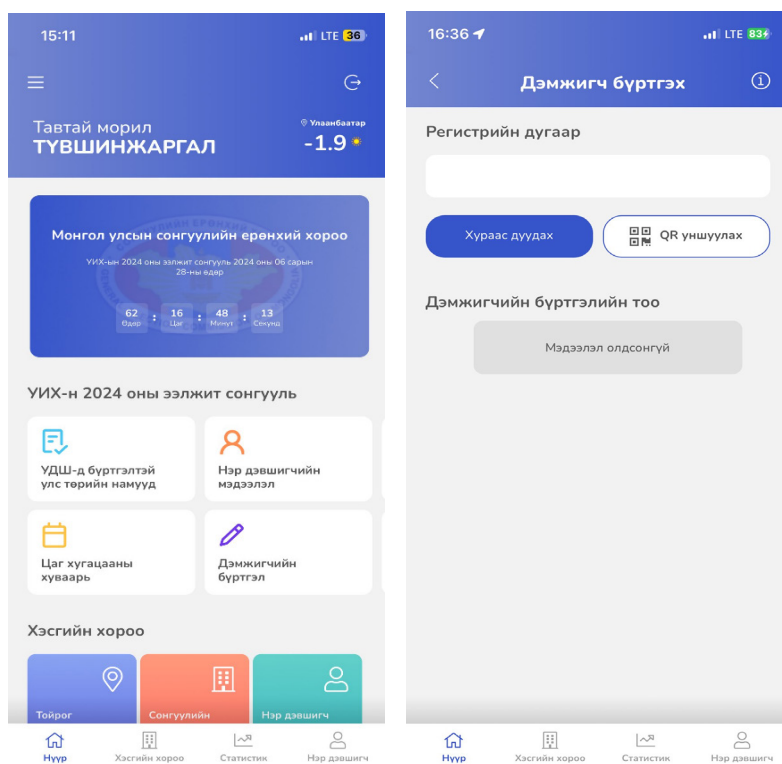 15:11
LTE 36
Тавтай морил
ТҮВШИНЖАРГАЛ
Улаанбаатар
-1.9
Монгол улсын сонгуулийн ерөнхий хороо
УИХ-ын 2024 оны ээлжит сонгууль 2024 оны 06 сарын
28-ны өдөр
62 : 16 : 48 : 13
Өдөр Цаг Минут Секунд
УИХ-н 2024 оны ээлжит сонгууль
УДШ-д бүртгэлтэй
улс төрийн намууд
Нэр дэвшигчийн
мэдээлэл
Цаг хугацааны
хуваарь
Дэмжигчийн
бүртгэл
Хэсгийн хороо
Тойрог
Сонгуулийн
Нэр дэвшигч
Нүүр
Хэсгийн хороо
Статистик
Нэр дэвшигч
16:36
LTE 83
Дэмжигч бүртгэх
Регистрийн дугаар
Хураас дуудах
QR уншуулах
Дэмжигчийн бүртгэлийн тоо
Мэдээлэл олдсонгүй
Нүүр
Хэсгийн хороо
Статистик
Нэр дэвшигч